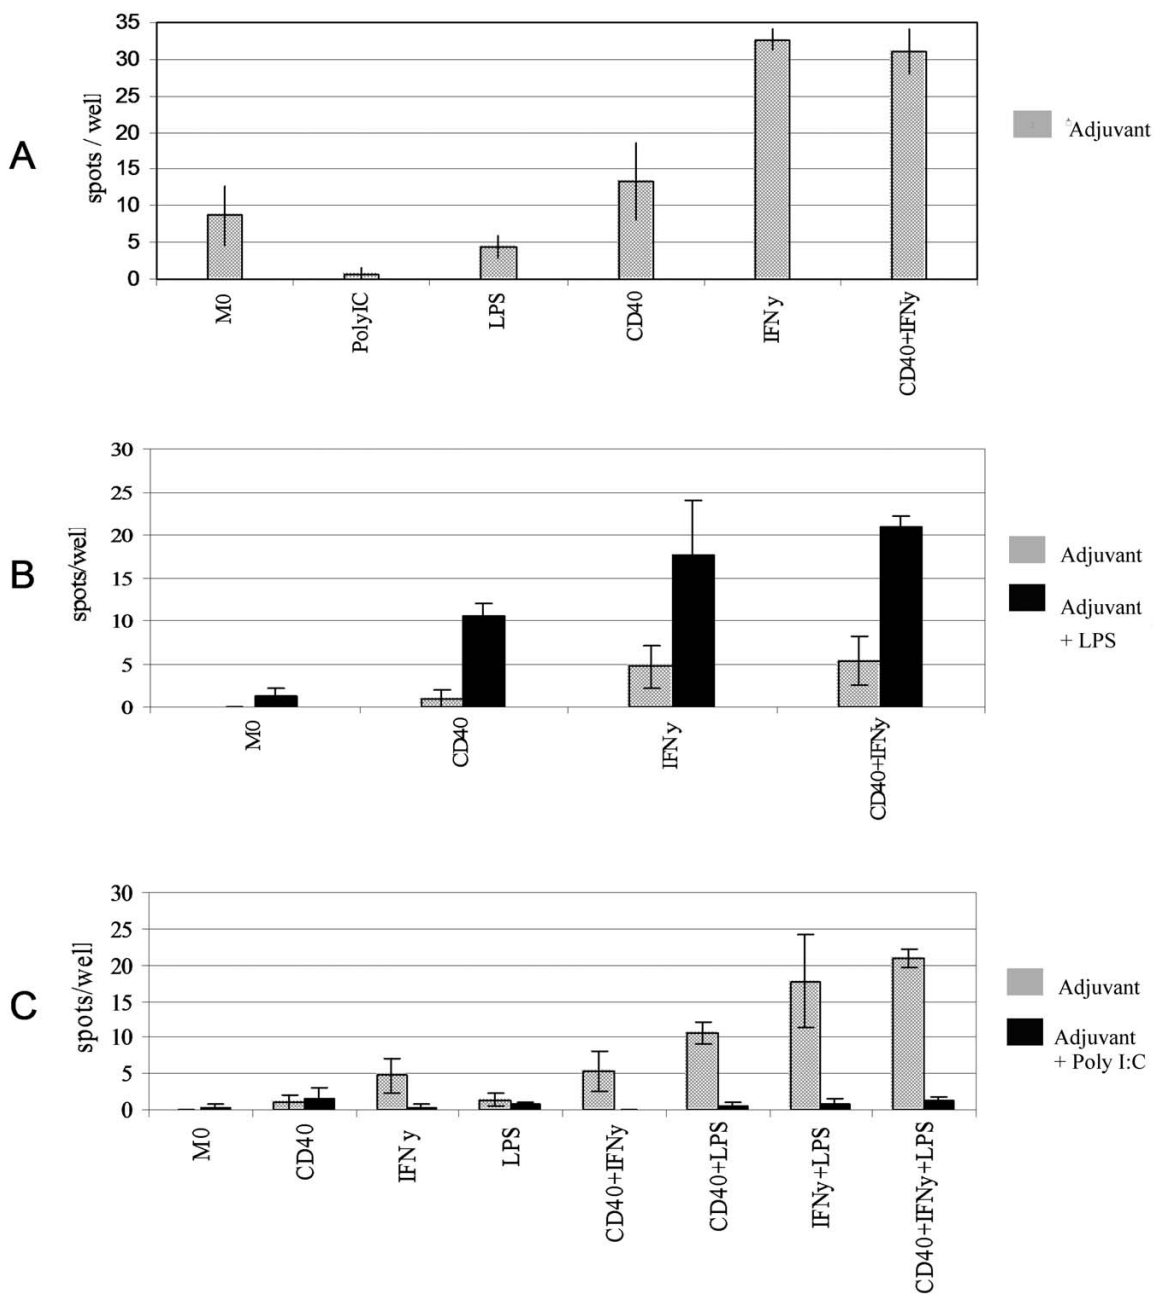 A
spots / well
35
30
25
20
15
10
5
0
M0
PolyIC
LPS
CD40
IFNy
CD40+IFNy
Adjuvant
B
spots/well
30
25
20
15
10
5
0
M0
CD40
IFNy
CD40+IFNy
Adjuvant
Adjuvant
+ LPS
C
spots/well
30
25
20
15
10
5
0
M0
CD40
IFN y
LPS
CD40+IFNy
CD40+LPS
IFNy+LPS
CD40+IFNy+LPS
Adjuvant
Adjuvant
+ Poly I:C